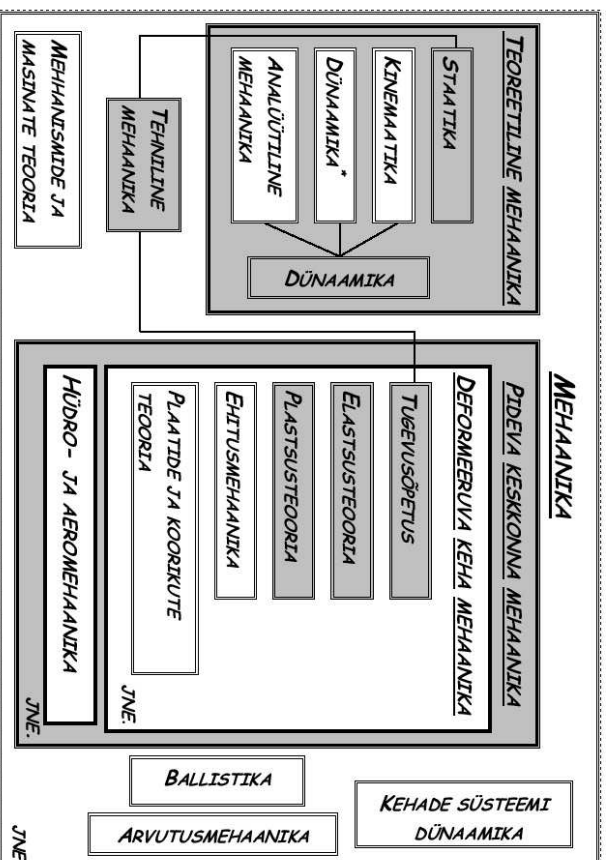 MEHAANIKA
TEOREETILINE MEHAANIKA
STAATIKA
KINEMAATIKA
DÜNAAMIKA*
ANALÜÜTILINE
MEHAANIKA
DÜNAAMIKA
TEHNILINE
MEHAANIKA
MEHHANISMIDE JA
MASINATE TEOORIA
PIDEVA KESKKONNA MEHAANIKA
DEFORMEERUVA KEHA MEHAANIKA
TUGEVUSÕPETUS
ELASTSUSTEOORIA
PLASTSUSTEOORIA
EHITUSMEHAANIKA
PLAATIDE JA KOORIKUTE
TEOORIA
JNE.
HÜDRO- JA AEROMEHAANIKA
JNE.
KEHADE SÜSTEEMI
DÜNAAMIKA
BALLISTIKA
ARVUTUSMEHAANIKA
JNE